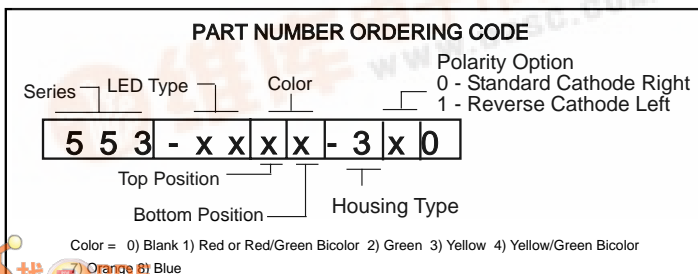 PART NUMBER ORDERING CODE
Polarity Option
0 - Standard Cathode Right
1 - Reverse Cathode Left
Series
LED Type
Color
5 5 3 - x x x x - 3 x 0
Top Position
Bottom Position
Housing Type
Color = 0) Blank 1) Red or Red/Green Bicolor 2) Green 3) Yellow 4) Yellow/Green Bicolor
7) Orange 8) Blue